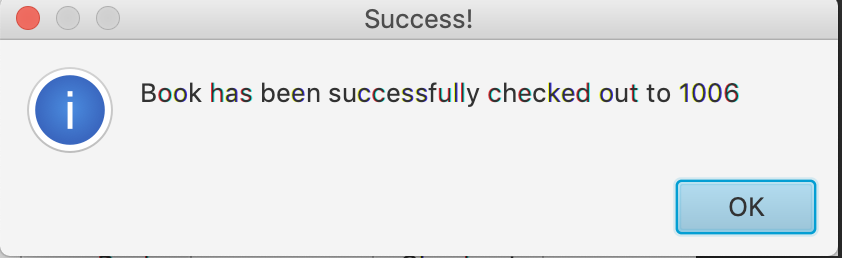 Success!
i
Book has been successfully checked out to 1006
OK